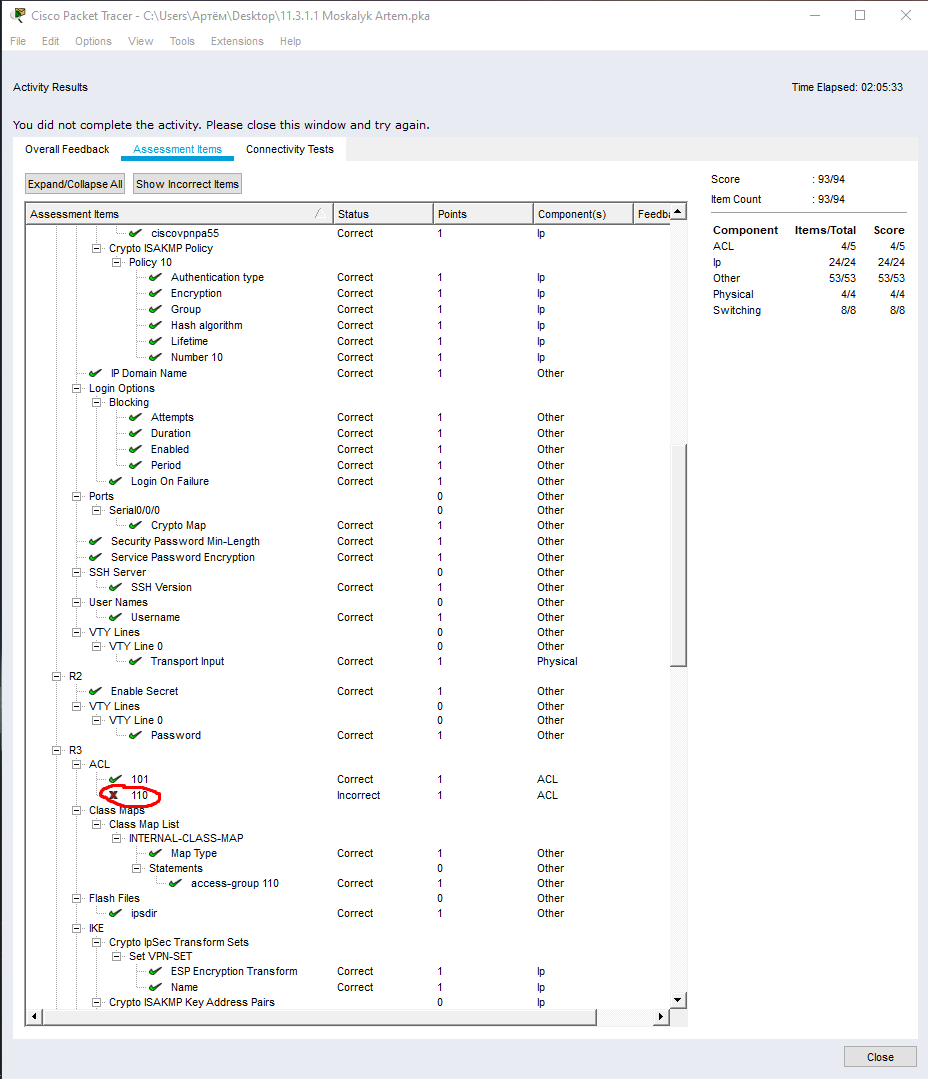 Cisco Packet Tracer - C:\Users\Артём\Desktop\11.3.1.1 Moskalyk Artem.pka
File Edit Options View Tools Extensions Help
Activity Results
Time Elapsed: 02:05:33
You did not complete the activity. Please close this window and try again.
Overall Feedback Assessment Items Connectivity Tests
Expand/Collapse All Show Incorrect Items
Assessment Items Status Points Component(s) Feedba
ciscovpnpa55 Correct 1 Ip
Crypto ISAKMP Policy
Policy 10
Authentication type Correct 1 Ip
Encryption Correct 1 Ip
Group Correct 1 Ip
Hash algorithm Correct 1 Ip
Lifetime Correct 1 Ip
Number 10 Correct 1 Ip
IP Domain Name Correct 1 Other
Login Options
Blocking
Attempts Correct 1 Other
Duration Correct 1 Other
Enabled Correct 1 Other
Period Correct 1 Other
Login On Failure Correct 1 Other
Ports 0 Other
Serial0/0/0 0 Other
Crypto Map Correct 1 Other
Security Password Min-Length Correct 1 Other
Service Password Encryption Correct 1 Other
SSH Server 0 Other
SSH Version Correct 1 Other
User Names 0 Other
Username Correct 1 Other
VTY Lines 0 Other
VTY Line 0 0 Other
Transport Input Correct 1 Physical
R2
Enable Secret Correct 1 Other
VTY Lines 0 Other
VTY Line 0 0 Other
Password Correct 1 Other
R3
ACL
101 Correct 1 ACL
110 Incorrect 1 ACL
Class Maps
Class Map List
INTERNAL-CLASS-MAP
Map Type Correct 1 Other
Statements 0 Other
access-group 110 Correct 1 Other
Flash Files 0 Other
ipsdir Correct 1 Other
IKE
Crypto IpSec Transform Sets
Set VPN-SET
ESP Encryption Transform Correct 1 Ip
Name Correct 1 Ip
Crypto ISAKMP Key Address Pairs 0 Ip
Score : 93/94
Item Count : 93/94
Component Items/Total Score
ACL 4/5 4/5
Ip 24/24 24/24
Other 53/53 53/53
Physical 4/4 4/4
Switching 8/8 8/8
Close